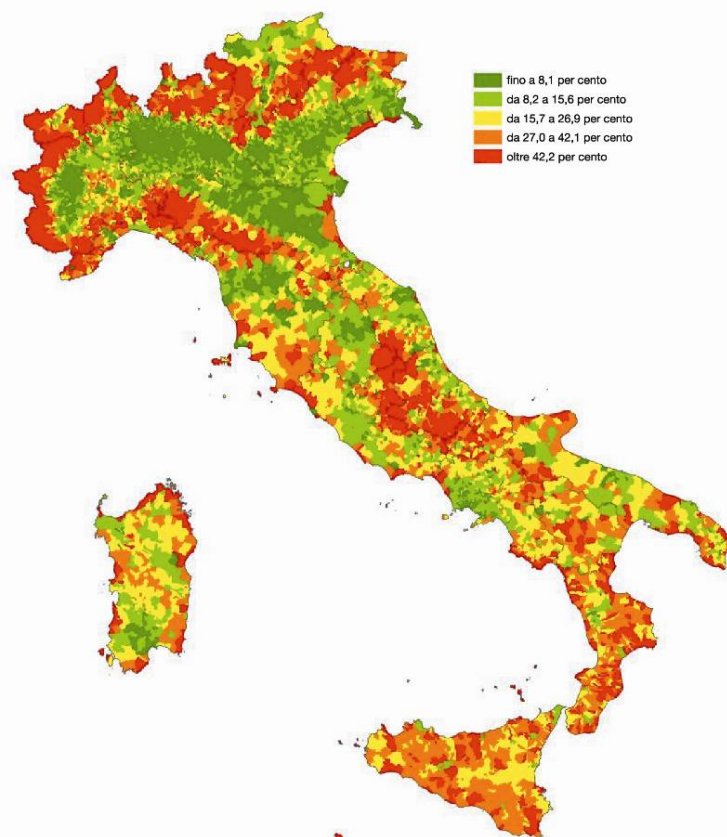 fino a 8,1 per cento
da 8,2 a 15,6 per cento
da 15,7 a 26,9 per cento
da 27,0 a 42,1 per cento
oltre 42,2 per cento